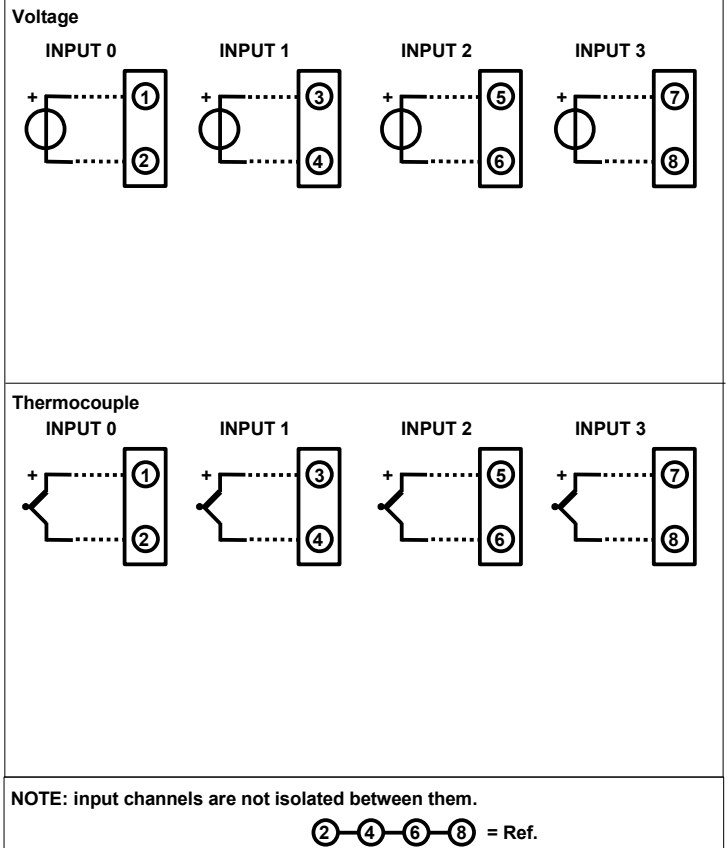 Voltage
INPUT 0 INPUT 1 INPUT 2 INPUT 3
+ 1 + 3 + 5 + 7
2 4 6 8
Thermocouple
INPUT 0 INPUT 1 INPUT 2 INPUT 3
+ 1 + 3 + 5 + 7
2 4 6 8
NOTE: input channels are not isolated between them.
2 4 6 8 = Ref.